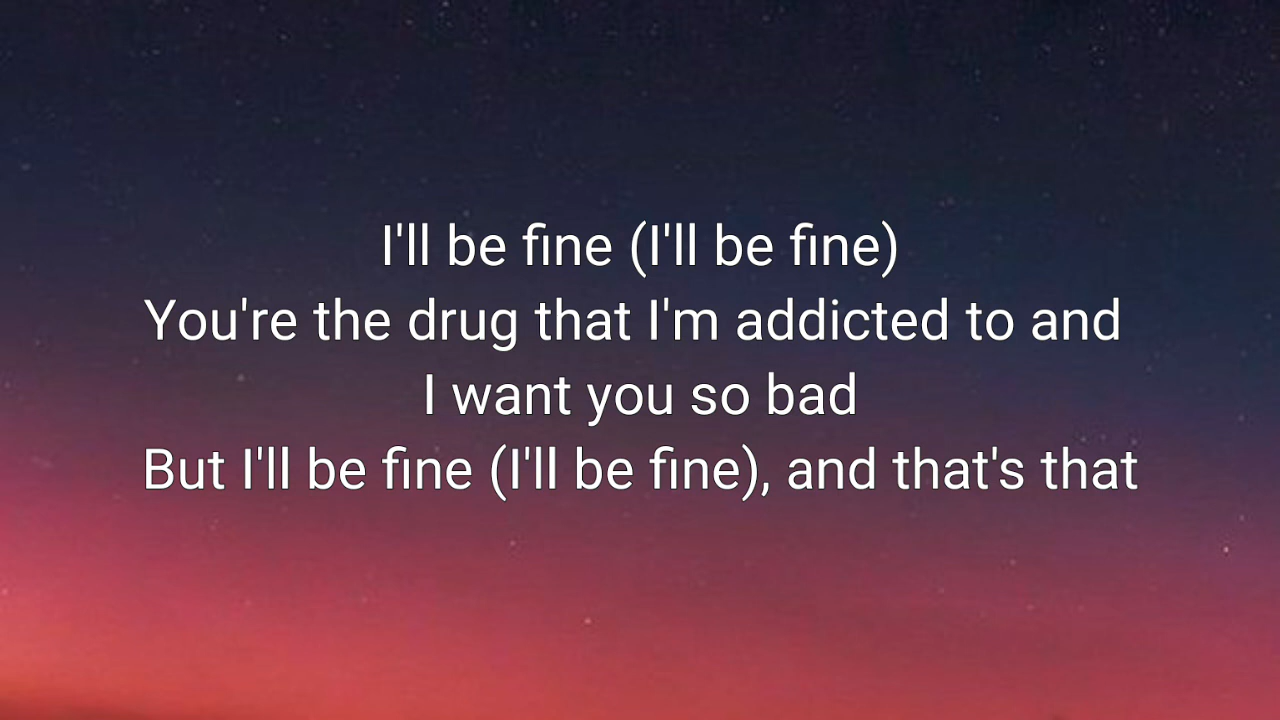 I'll be fine (I'll be fine)
You're the drug that I'm addicted to and
I want you so bad
But I'll be fine (I'll be fine), and that's that